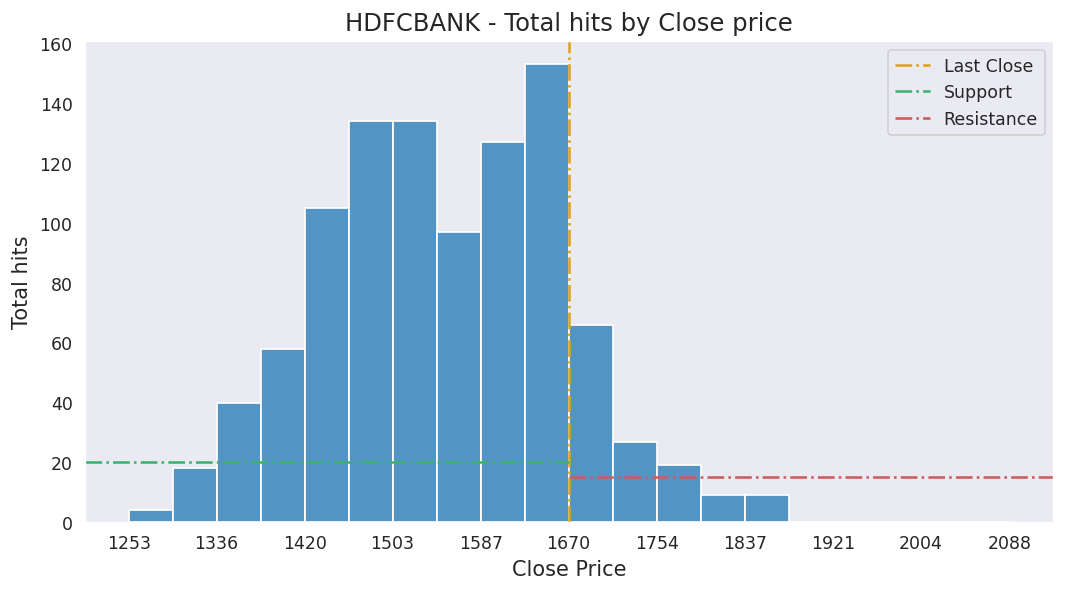 HDFCBANK - Total hits by Close price
Total hits
160
140
120
100
80
60
40
20
0
Last Close
Support
Resistance
1253 1336 1420 1503 1587 1670 1754 1837 1921 2004 2088
Close Price